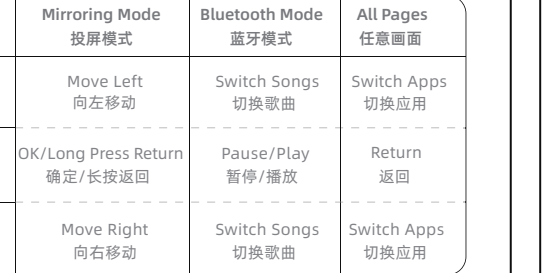 Mirroring Mode Bluetooth Mode All Pages
投屏模式 蓝牙模式 任意画面
Move Left Switch Songs Switch Apps
向左移动 切换歌曲 切换应用
OK/Long Press Return Pause/Play Return
确定/长按返回 暂停/播放 返回
Move Right Switch Songs Switch Apps
向右移动 切换歌曲 切换应用